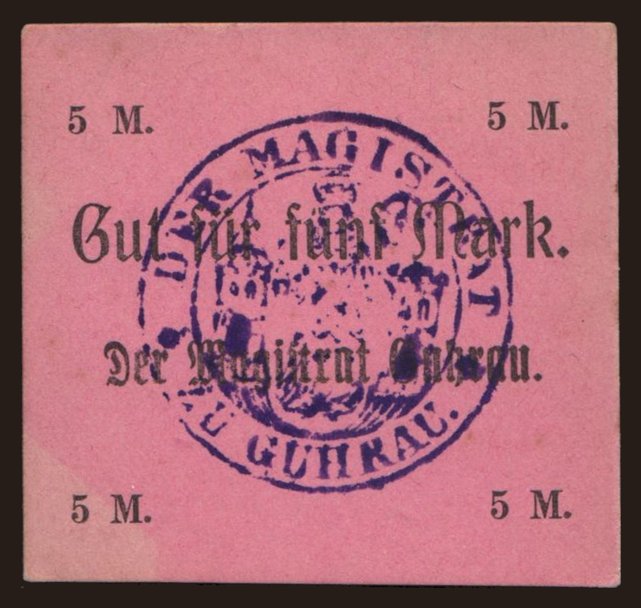 5 M. 5 M.
DER MAGISTRAT
Gut für fünf Mark.
Der Magistrat Guhrau.
ZU GUHRAU.
5 M. 5 M.